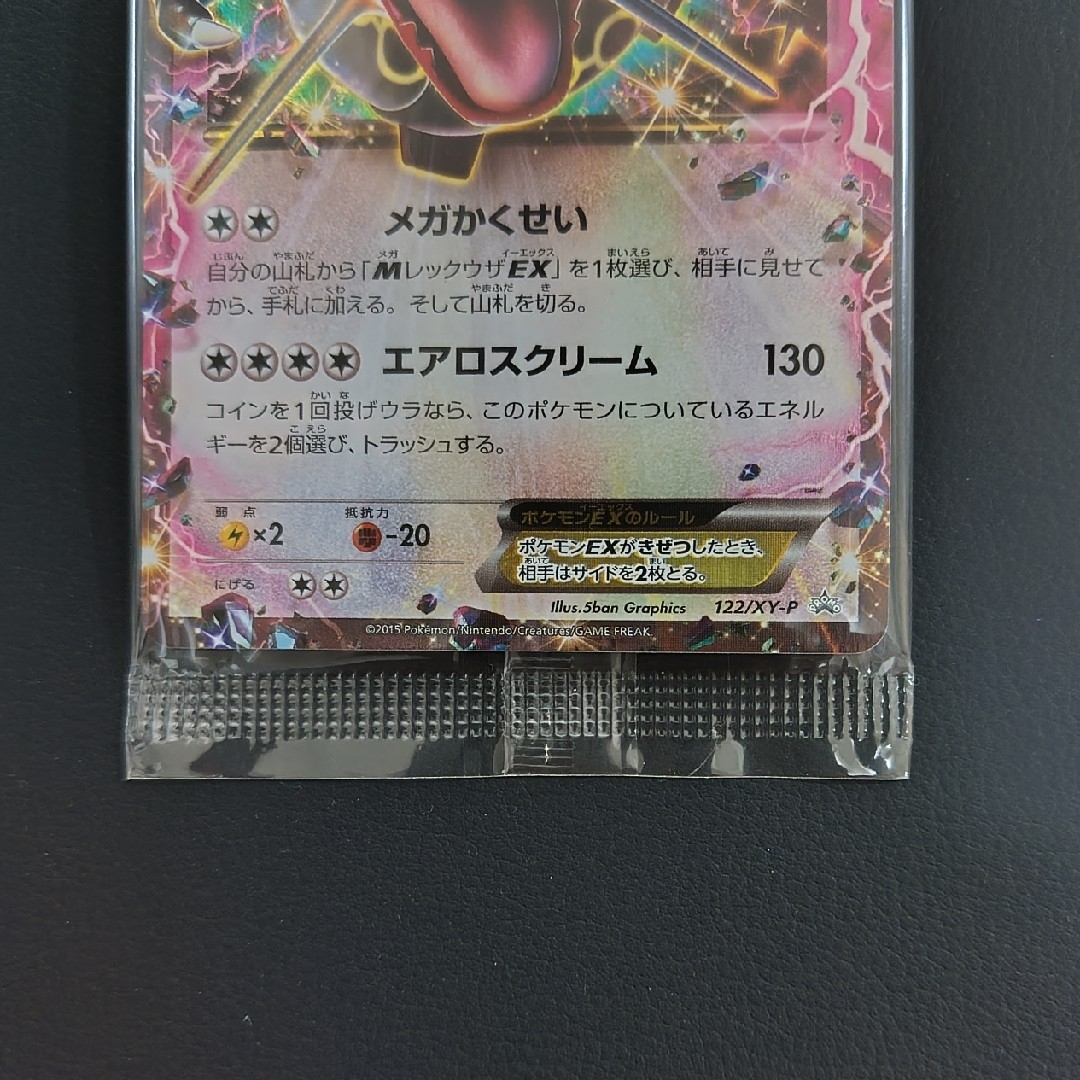 メガかくせい
自分の山札から「MレックウザEX」を1枚選び、相手に見せて
から、手札に加える。そして山札を切る。
エアロスクリーム 130
コインを1回投げウラなら、このポケモンについているエネル
ギーを2個選び、トラッシュする。
弱点 抵抗力
×2 -20
にげる
ポケモンEXのルール
ポケモンEXがきぜつしたとき、
相手はサイドを2枚とる。
Illus.5ban Graphics 122/XY-P
©2015 Pokémon/Nintendo/Creatures/GAME FREAK.